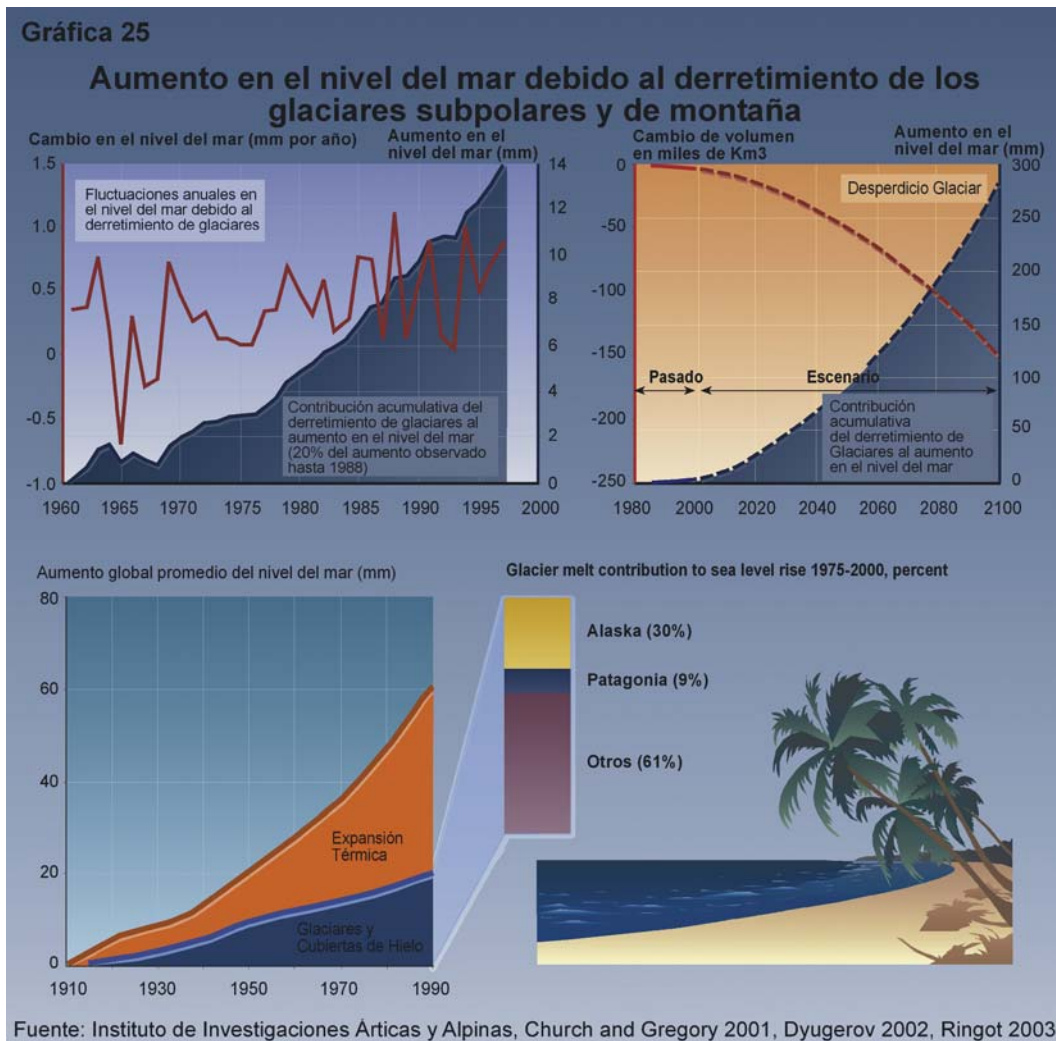 Gráfica 25
Aumento en el nivel del mar debido al derretimiento de los
glaciares subpolares y de montaña
Cambio en el nivel del mar (mm por año)
Aumento en el
nivel del mar (mm)
1.5
1.0
0.5
0
-0.5
-1.0
14
12
10
8
6
4
2
0
Fluctuaciones anuales en
el nivel del mar debido al
derretimiento de glaciares
Contribución acumulativa del
derretimiento de glaciares al
aumento en el nivel del mar
(20% del aumento observado
hasta 1988)
1960 1965 1970 1975 1980 1985 1990 1995 2000
Cambio de volumen
en miles de Km3
Aumento en el
nivel del mar (mm)
0
-50
-100
-150
-200
-250
300
250
200
150
100
50
0
Desperdicio Glaciar
Pasado
Escenario
Contribución
acumulativa
del derretimiento de
Glaciares al aumento
en el nivel del mar
1980 2000 2020 2040 2060 2080 2100
Aumento global promedio del nivel del mar (mm)
80
60
40
20
0
Expansión
Térmica
Glaciares y
Cubiertas de Hielo
1910 1930 1950 1970 1990
Glacier melt contribution to sea level rise 1975-2000, percent
Alaska (30%)
Patagonia (9%)
Otros (61%)
Fuente: Instituto de Investigaciones Árticas y Alpinas, Church and Gregory 2001, Dyugerov 2002, Ringot 2003